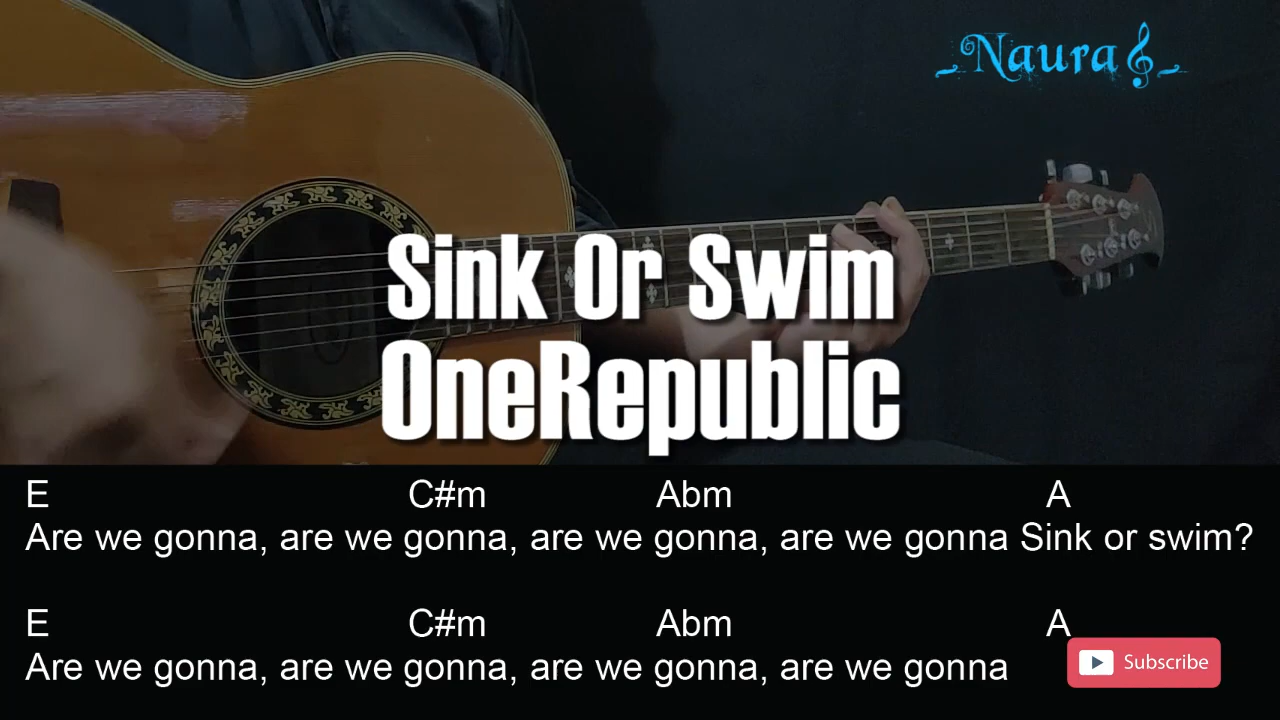 Naura
Sink Or Swim
OneRepublic
E C#m Abm A
Are we gonna, are we gonna, are we gonna, are we gonna Sink or swim?
E C#m Abm A
Are we gonna, are we gonna, are we gonna, are we gonna
Subscribe